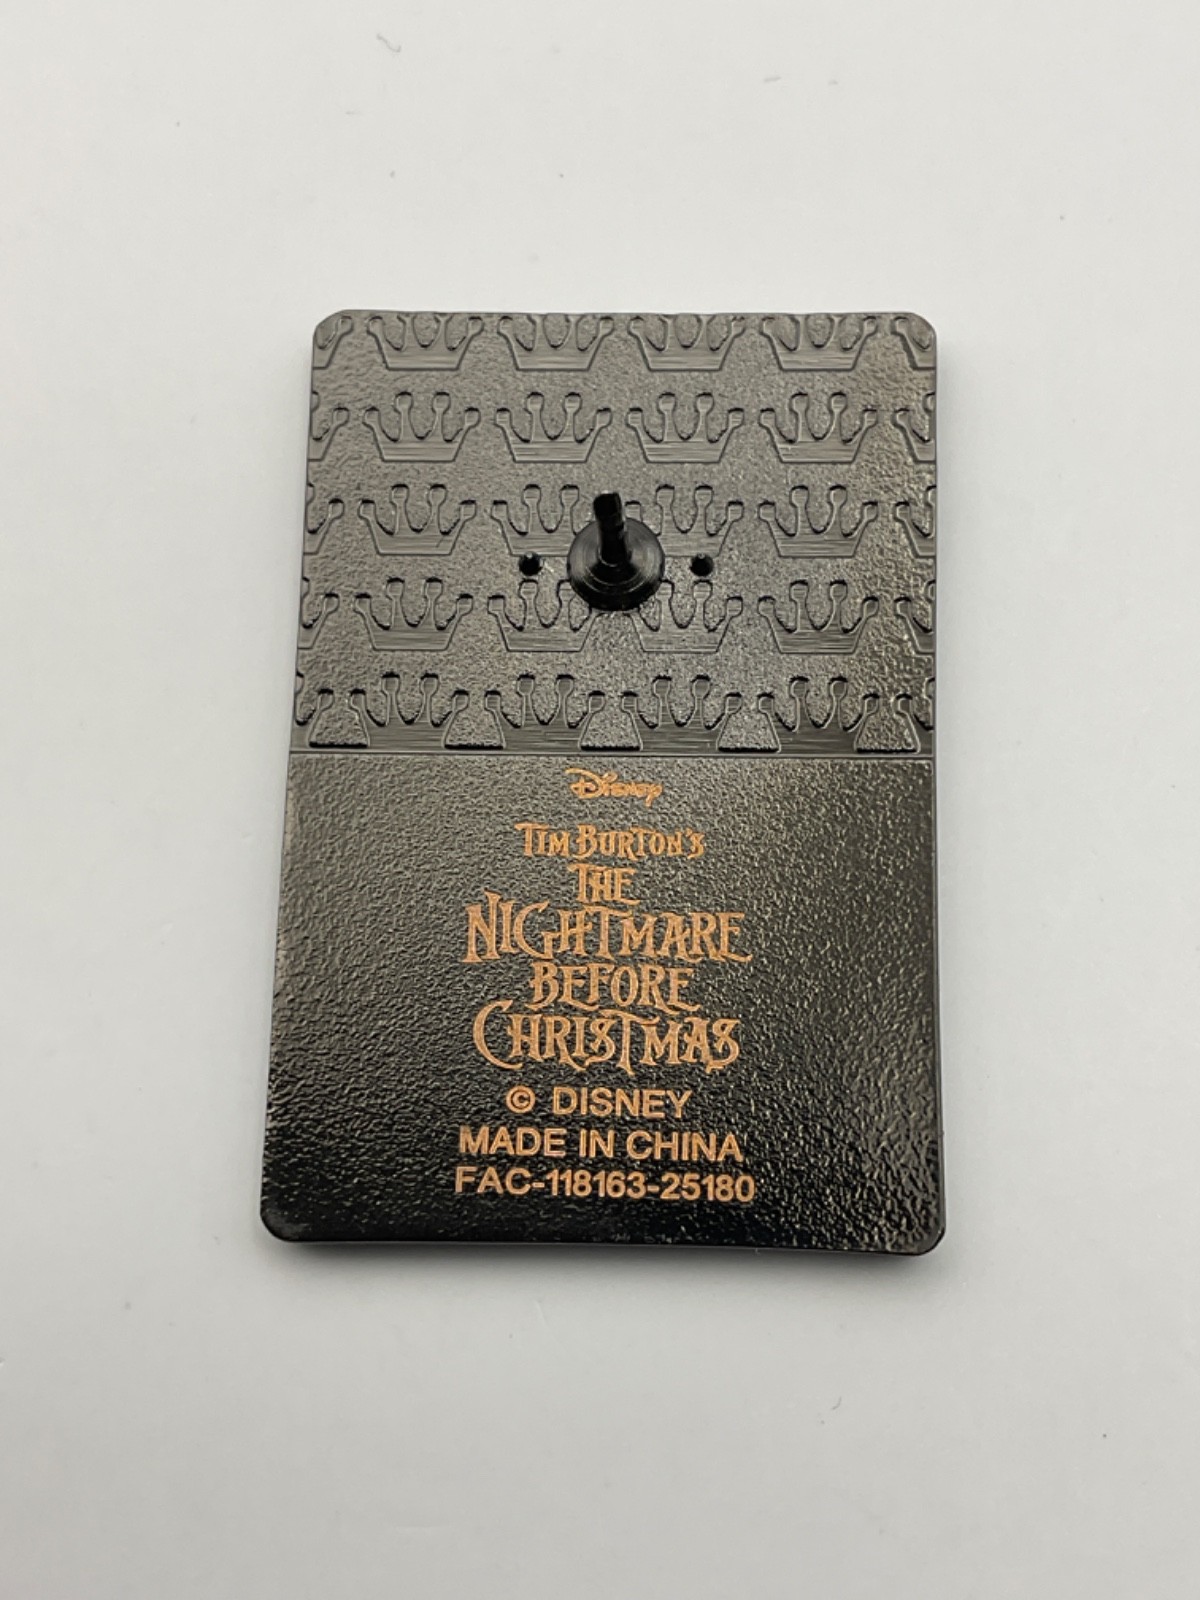 Disney
TIM BURTON'S
THE
NIGHTMARE
BEFORE
CHRISTMAS
© DISNEY
MADE IN CHINA
FAC-118163-25180